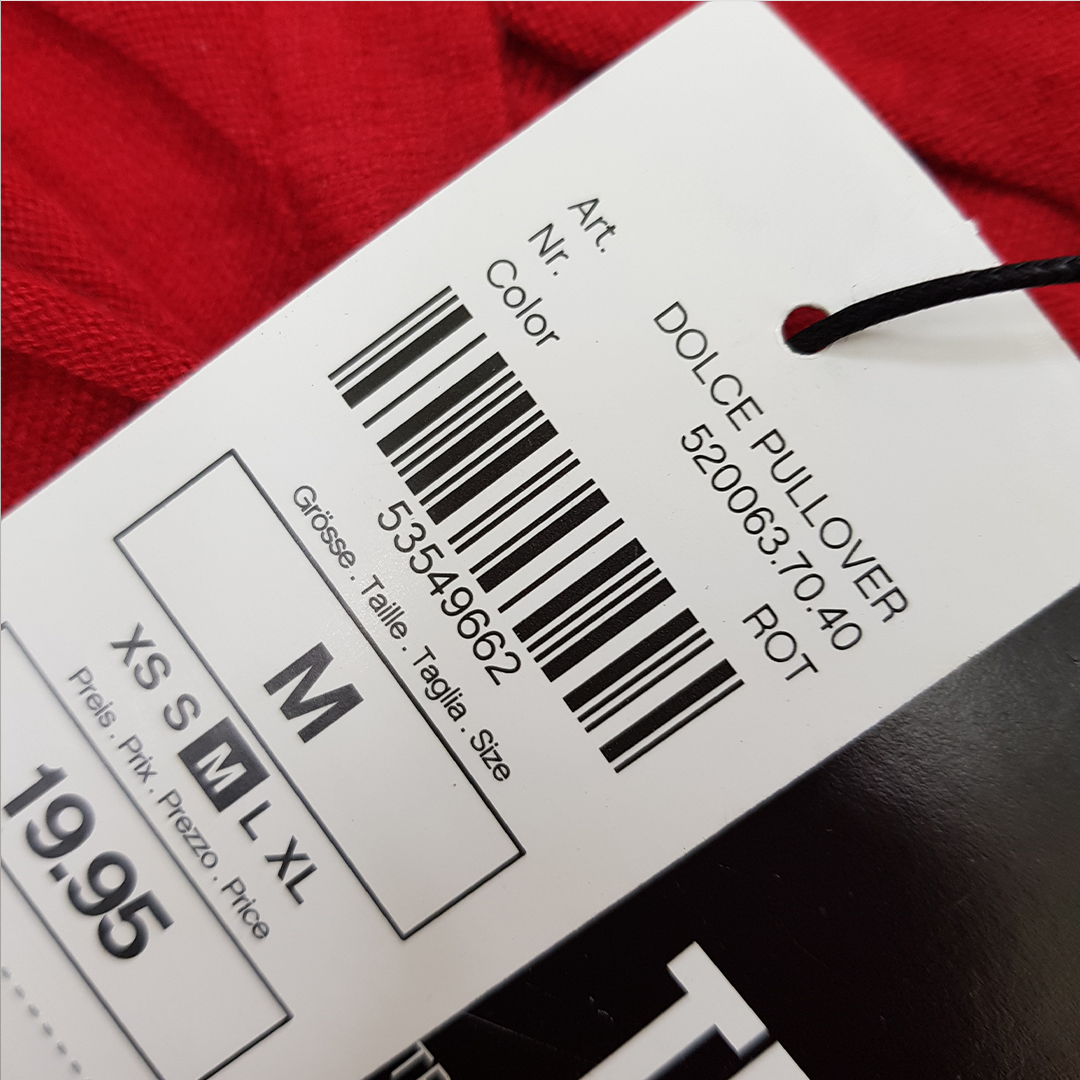 Art.
DOLCE PULLOVER
Nr.
520063.70.40
Color
ROT
53549662
Grösse . Taille . Taglia . Size
M
XS S M L XL
Preis . Prix . Prezzo . Price
19.95